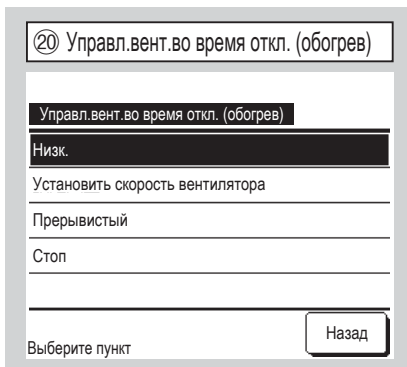 ⑳ Управл.вент.во время откл. (обогрев)
Управл.вент.во время откл. (обогрев)
Низк.
Установить скорость вентилятора
Прерывистый
Стоп
Назад
Выберите пункт